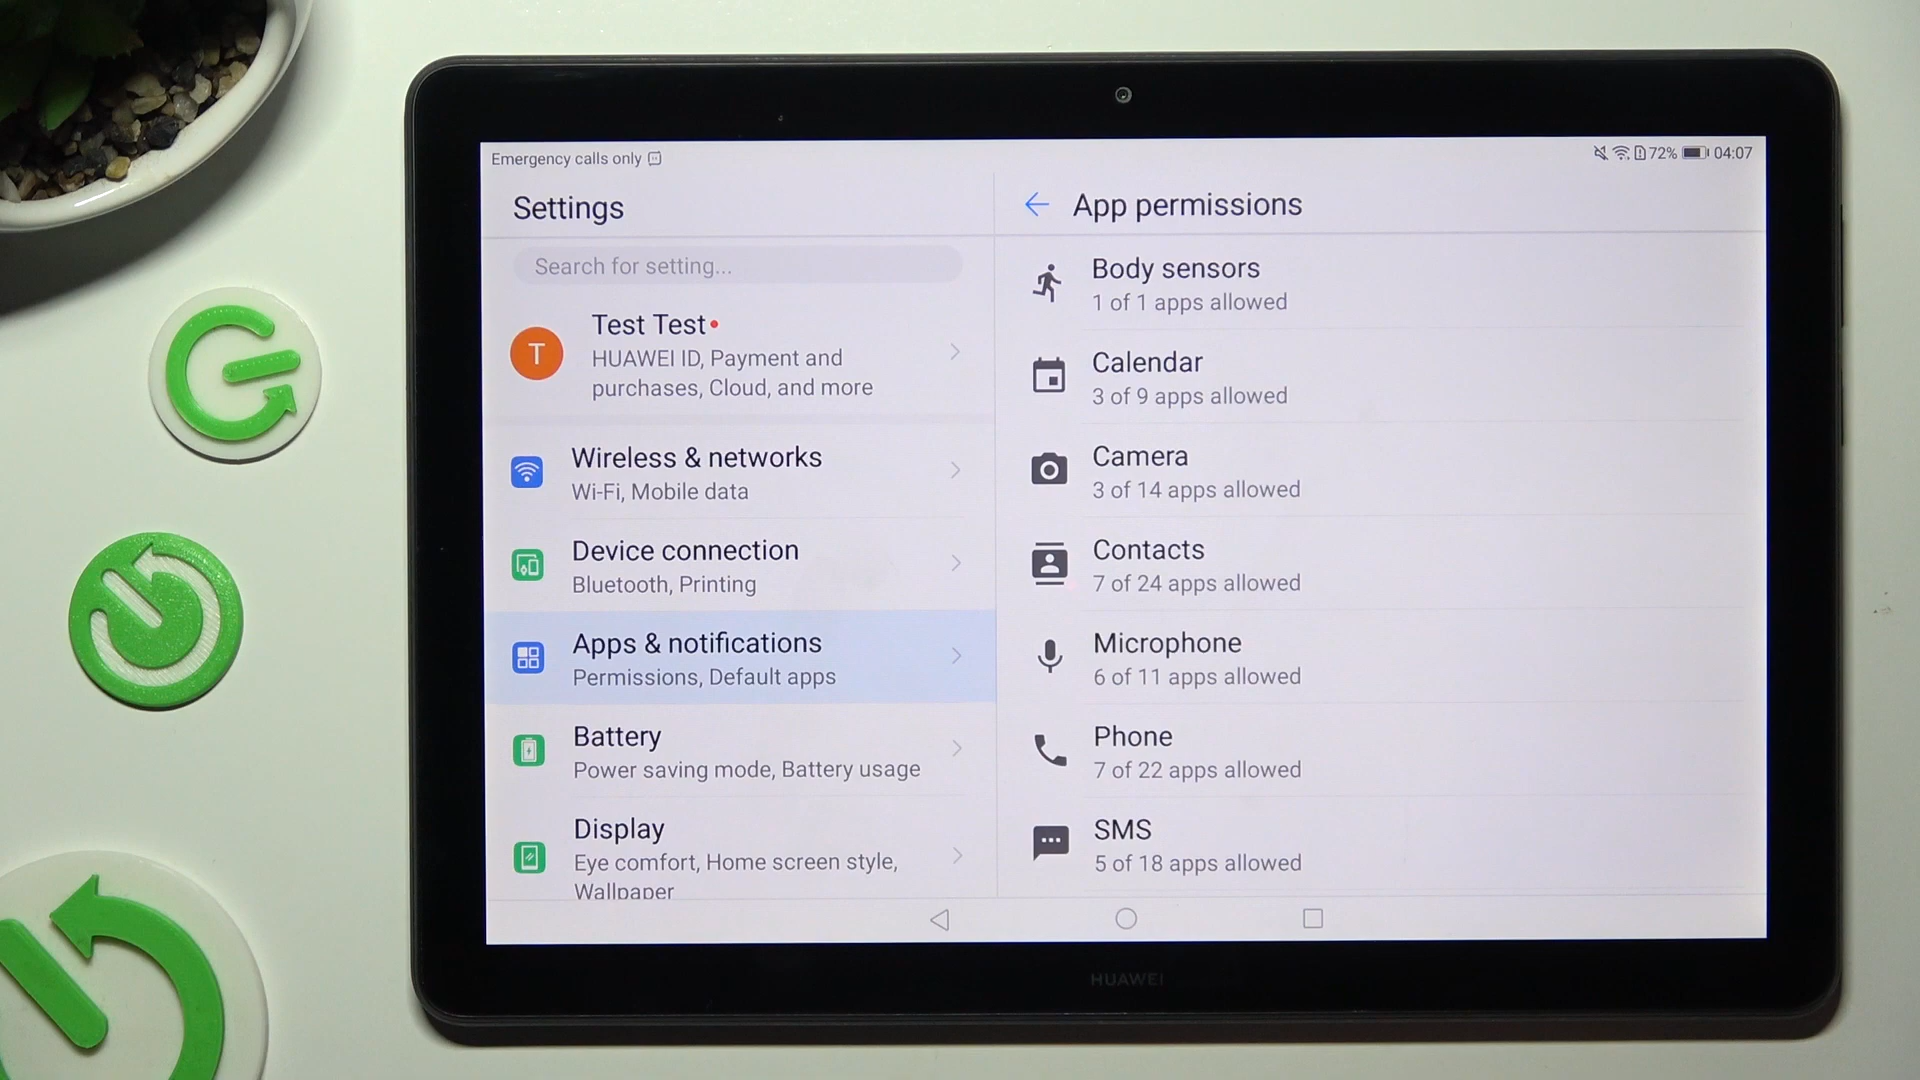 Emergency calls only
72% 04:07
Settings
Search for setting...
T
Test Test
HUAWEI ID, Payment and
purchases, Cloud, and more
Wireless & networks
Wi-Fi, Mobile data
Device connection
Bluetooth, Printing
Apps & notifications
Permissions, Default apps
Battery
Power saving mode, Battery usage
Display
Eye comfort, Home screen style,
Wallpaper
App permissions
Body sensors
1 of 1 apps allowed
Calendar
3 of 9 apps allowed
Camera
3 of 14 apps allowed
Contacts
7 of 24 apps allowed
Microphone
6 of 11 apps allowed
Phone
7 of 22 apps allowed
SMS
5 of 18 apps allowed
HUAWEI